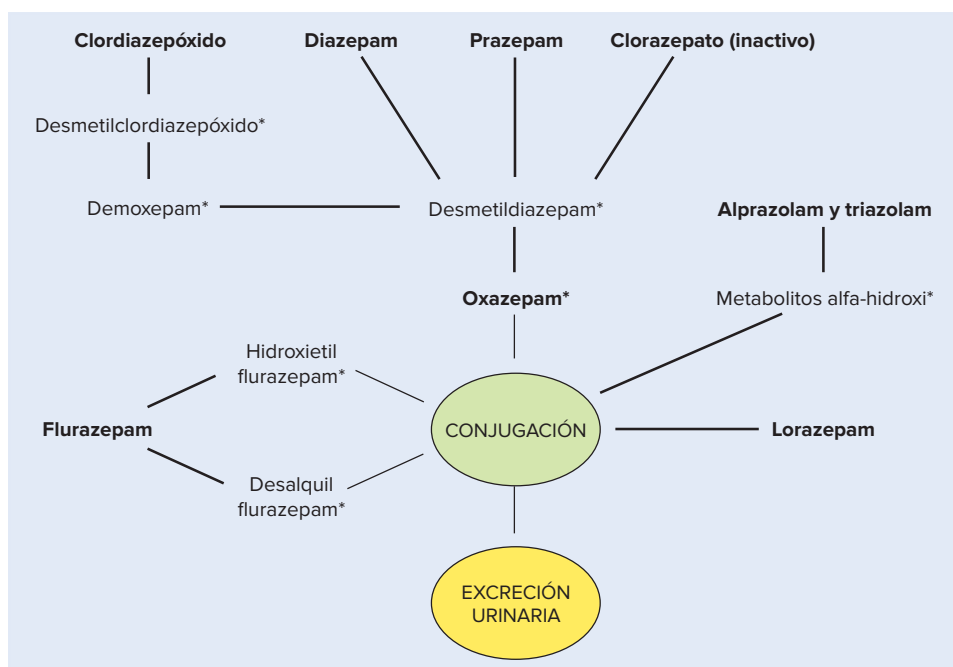 Clordiazepóxido
Diazepam
Prazepam
Clorazepato (inactivo)
Desmetilclordiazepóxido*
Demoxepam*
Desmetildiazepam*
Alprazolam y triazolam
Oxazepam*
Metabolitos alfa-hidroxi*
Hidroxietil
flurazepam*
Flurazepam
CONJUGACIÓN
Lorazepam
Desalquil
flurazepam*
EXCRECIÓN
URINARIA